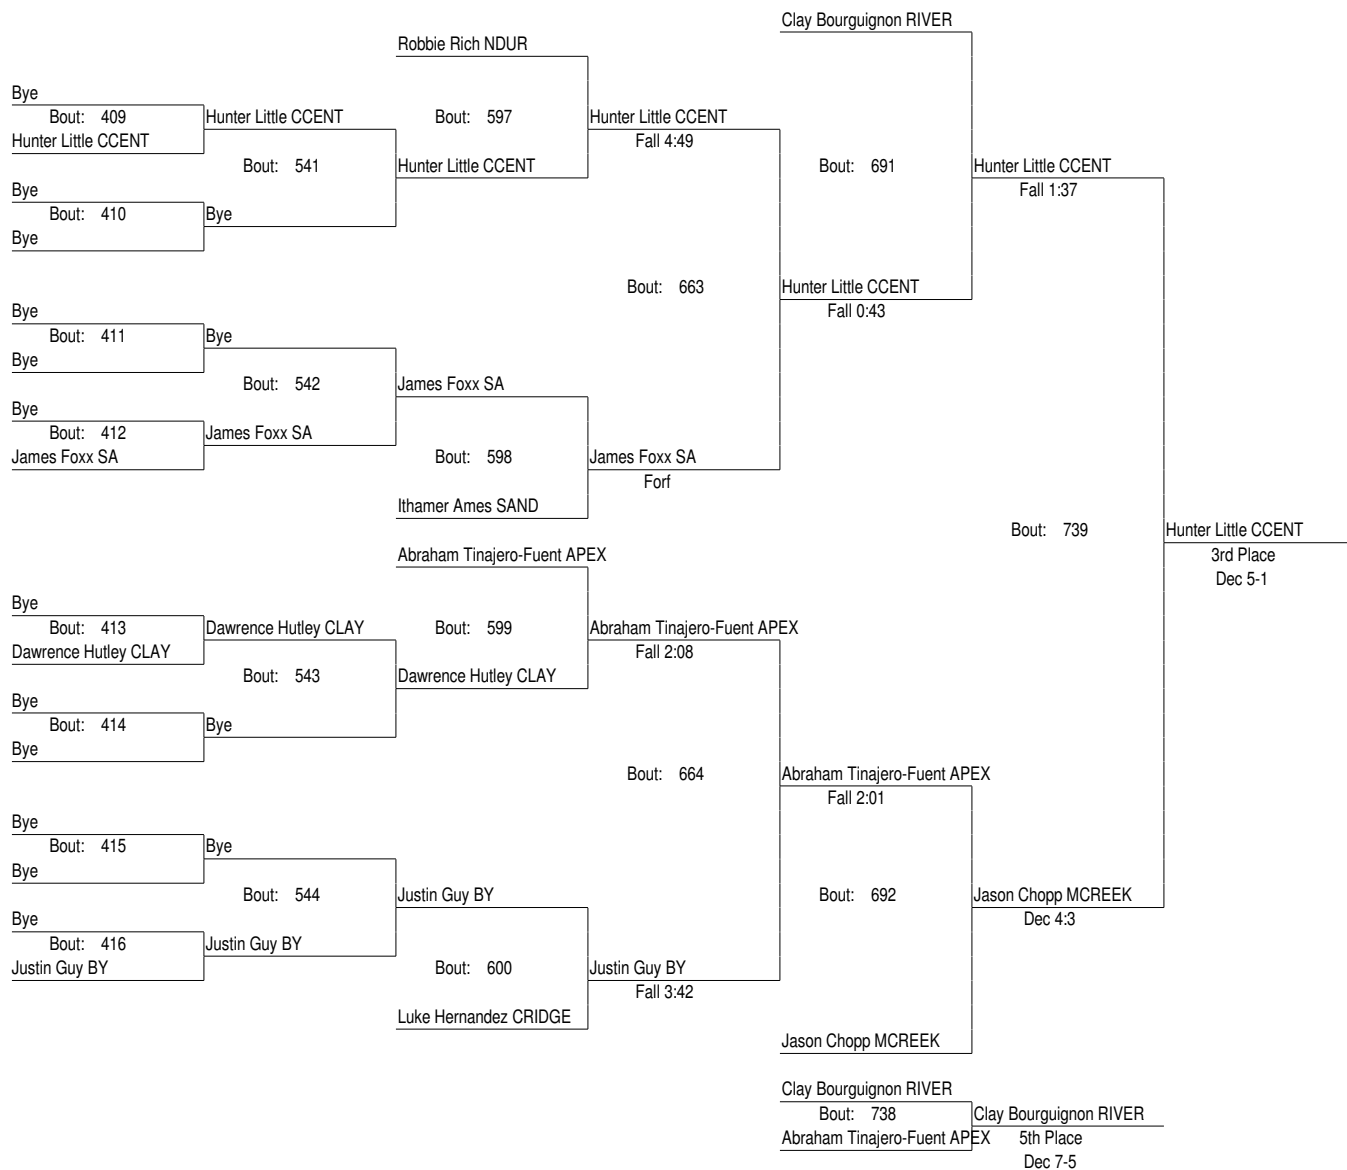 Clay Bourguignon RIVER
Robbie Rich NDUR
Bye
Bout: 409
Hunter Little CCENT
Hunter Little CCENT
Bout: 597
Hunter Little CCENT
Fall 4:49
Bout: 541
Hunter Little CCENT
Bout: 691
Hunter Little CCENT
Fall 1:37
Bye
Bout: 410
Bye
Bye
Bout: 663
Hunter Little CCENT
Fall 0:43
Bye
Bout: 411
Bye
Bye
Bout: 542
James Foxx SA
Bye
Bout: 412
James Foxx SA
James Foxx SA
Bout: 598
James Foxx SA
Forf
Ithamer Ames SAND
Bout: 739
Hunter Little CCENT
3rd Place
Dec 5-1
Abraham Tinajero-Fuent APEX
Bye
Bout: 413
Dawrence Hutley CLAY
Dawrence Hutley CLAY
Bout: 599
Abraham Tinajero-Fuent APEX
Fall 2:08
Bout: 543
Dawrence Hutley CLAY
Bye
Bout: 414
Bye
Bye
Bout: 664
Abraham Tinajero-Fuent APEX
Fall 2:01
Bye
Bout: 415
Bye
Bye
Bout: 544
Justin Guy BY
Bout: 692
Jason Chopp MCREEK
Dec 4:3
Bye
Bout: 416
Justin Guy BY
Justin Guy BY
Bout: 600
Justin Guy BY
Fall 3:42
Luke Hernandez CRIDGE
Jason Chopp MCREEK
Clay Bourguignon RIVER
Bout: 738
Clay Bourguignon RIVER
Abraham Tinajero-Fuent APEX
5th Place
Dec 7-5